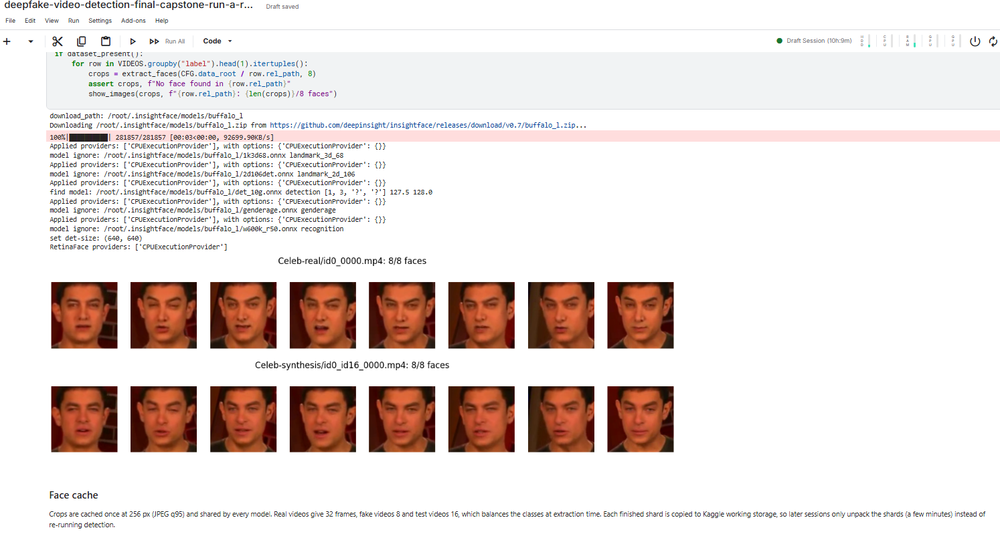 deepfake-video-detection-final-capstone-run-a-r... Draft saved
File Edit View Run Settings Add-ons Help
Run All Code Draft Session (10h:9m) HDD CPU RAM GPU GPU
if dataset_present():
    for row in VIDEOS.groupby("label").head(1).itertuples():
        crops = extract_faces(CFG.data_root / row.rel_path, 8)
        assert crops, f"No face found in {row.rel_path}"
        show_images(crops, f"{row.rel_path}: {len(crops)}/8 faces")
download_path: /root/.insightface/models/buffalo_l
Downloading /root/.insightface/models/buffalo_l.zip from https://github.com/deepinsight/insightface/releases/download/v0.7/buffalo_l.zip...
100%|██████████| 281857/281857 [00:03<00:00, 92699.90KB/s]
Applied providers: ['CPUExecutionProvider'], with options: {'CPUExecutionProvider': {}}
model ignore: /root/.insightface/models/buffalo_l/1k3d68.onnx landmark_3d_68
Applied providers: ['CPUExecutionProvider'], with options: {'CPUExecutionProvider': {}}
model ignore: /root/.insightface/models/buffalo_l/2d106det.onnx landmark_2d_106
Applied providers: ['CPUExecutionProvider'], with options: {'CPUExecutionProvider': {}}
find model: /root/.insightface/models/buffalo_l/det_10g.onnx detection [1, 3, '?', '?'] 127.5 128.0
Applied providers: ['CPUExecutionProvider'], with options: {'CPUExecutionProvider': {}}
model ignore: /root/.insightface/models/buffalo_l/genderage.onnx genderage
Applied providers: ['CPUExecutionProvider'], with options: {'CPUExecutionProvider': {}}
model ignore: /root/.insightface/models/buffalo_l/w600k_r50.onnx recognition
set det-size: (640, 640)
RetinaFace providers: ['CPUExecutionProvider']
Celeb-real/id0_0000.mp4: 8/8 faces
Celeb-synthesis/id0_id16_0000.mp4: 8/8 faces
Face cache
Crops are cached once at 256 px (JPEG q95) and shared by every model. Real videos give 32 frames, fake videos 8 and test videos 16, which balances the classes at extraction time. Each finished shard is copied to Kaggle working storage, so later sessions only unpack the shards (a few minutes) instead of
re-running detection.